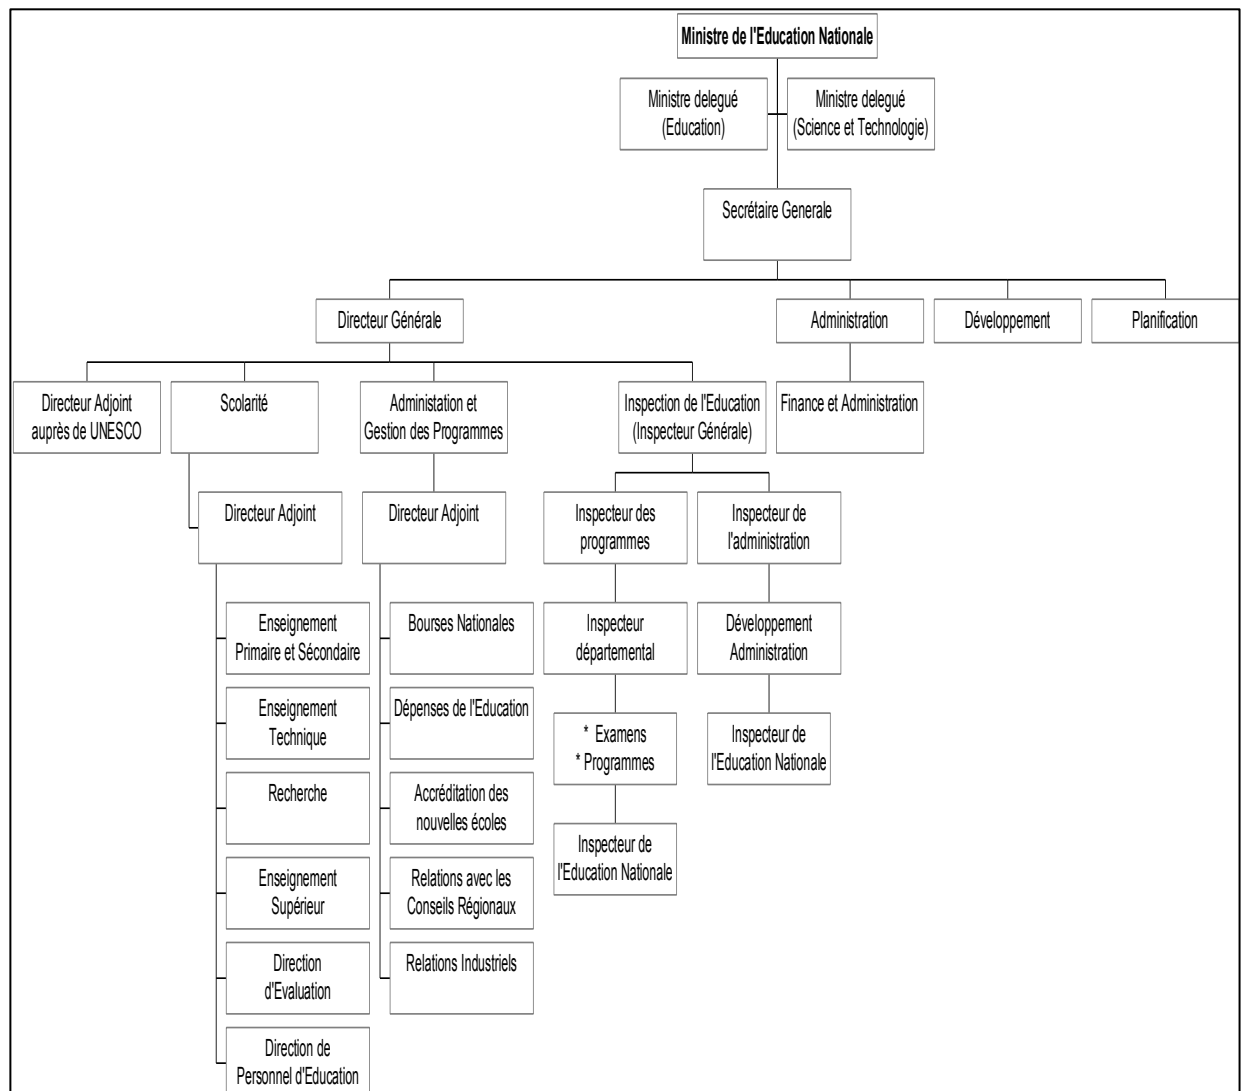 Ministre de l'Education Nationale
Ministre delegué
(Education)
Ministre delegué
(Science et Technologie)
Secrétaire Generale
Directeur Générale
Administration
Développement
Planification
Directeur Adjoint
auprès de UNESCO
Scolarité
Administation et
Gestion des Programmes
Inspection de l'Education
(Inspecteur Générale)
Finance et Administration
Directeur Adjoint
Directeur Adjoint
Inspecteur des
programmes
Inspecteur de
l'administration
Enseignement
Primaire et Sécondaire
Bourses Nationales
Inspecteur
départemental
Développement
Administration
Enseignement
Technique
Dépenses de l'Education
* Examens
* Programmes
Inspecteur de
l'Education Nationale
Recherche
Accréditation des
nouvelles écoles
Inspecteur de
l'Education Nationale
Enseignement
Supérieur
Relations avec les
Conseils Régionaux
Direction
d'Evaluation
Relations Industriels
Direction de
Personnel d'Education